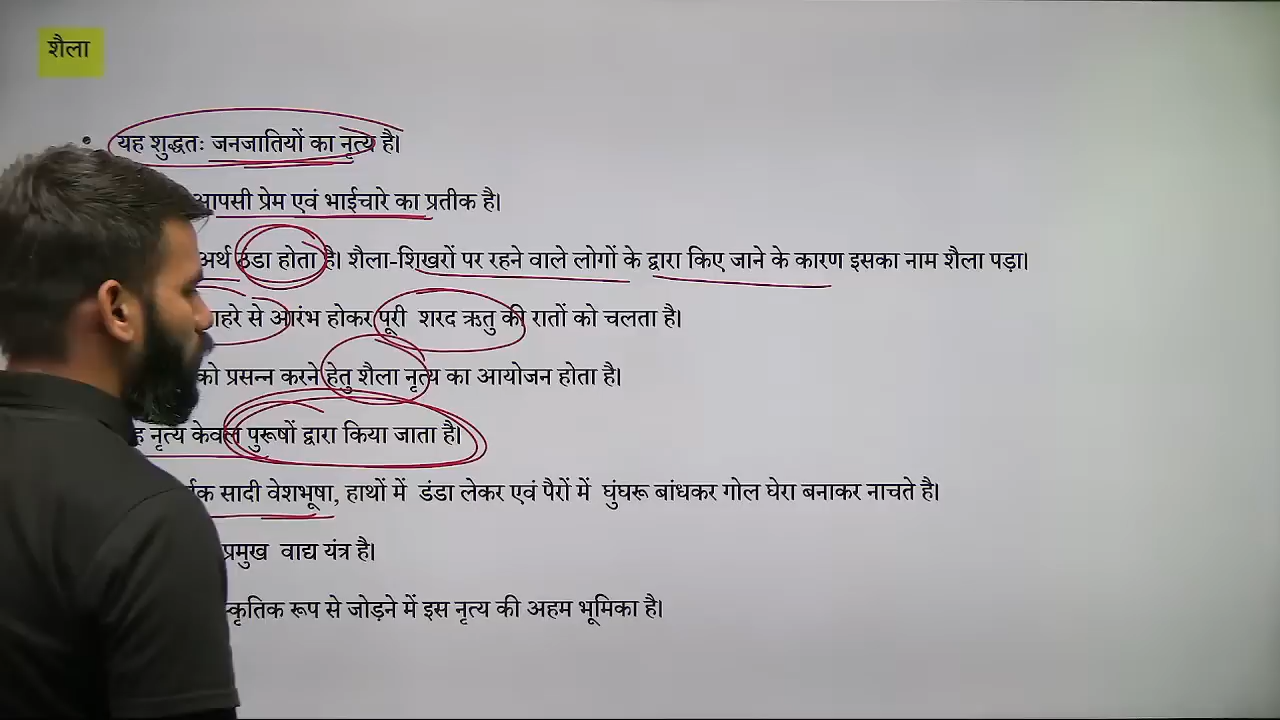 शैला
यह शुद्धतः जनजातियों का नृत्य है।
आपसी प्रेम एवं भाईचारे का प्रतीक है।
अर्थ डंडा होता है। शैला-शिखरों पर रहने वाले लोगों के द्वारा किए जाने के कारण इसका नाम शैला पड़ा।
से आरंभ होकर पूरी शरद ऋतु की रातों को चलता है।
को प्रसन्न करने हेतु शैला नृत्य का आयोजन होता है।
नृत्य केवल पुरूषों द्वारा किया जाता है।
सादी वेशभूषा, हाथों में डंडा लेकर एवं पैरों में घुंघरू बांधकर गोल घेरा बनाकर नाचते है।
प्रमुख वाद्य यंत्र है।
रूप से जोड़ने में इस नृत्य की अहम भूमिका है।